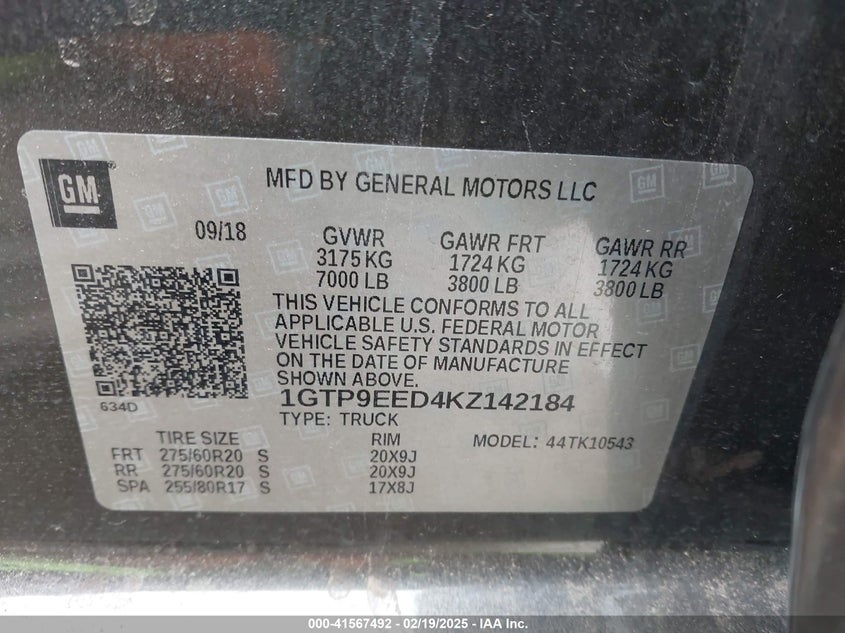 GM
MFD BY GENERAL MOTORS LLC
09/18
GVWR GAWR FRT GAWR RR
3175 KG 1724 KG 1724 KG
7000 LB 3800 LB 3800 LB
THIS VEHICLE CONFORMS TO ALL
APPLICABLE U.S. FEDERAL MOTOR
VEHICLE SAFETY STANDARDS IN EFFECT
ON THE DATE OF MANUFACTURE
SHOWN ABOVE.
634D
1GTP9EED4KZ142184
TYPE: TRUCK
MODEL: 44TK10543
TIRE SIZE RIM
FRT 275/60R20 S 20X9J
RR 275/60R20 S 20X9J
SPA 255/80R17 S 17X8J
000-41567492 - 02/19/2025 - IAA Inc.